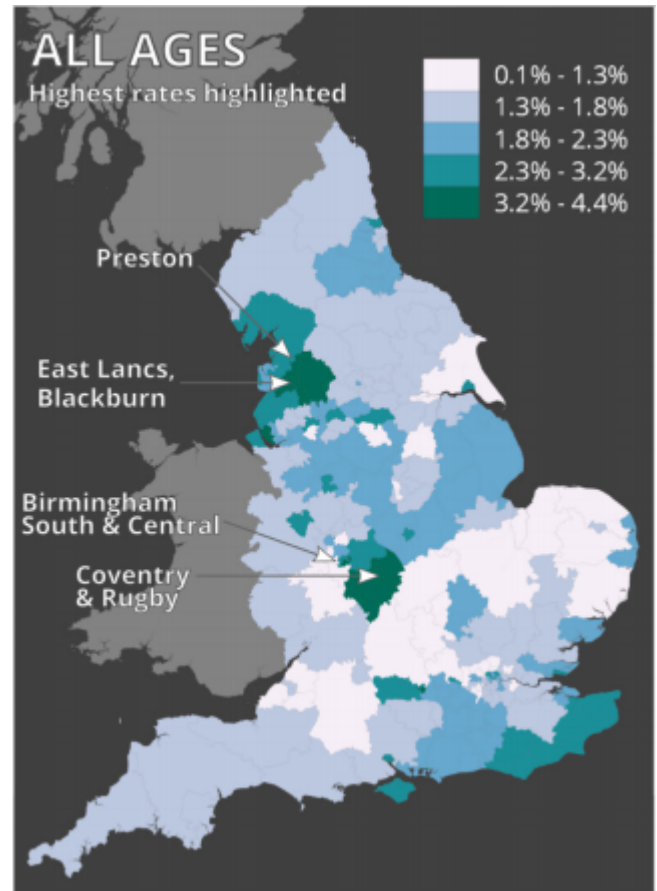 ALL AGES
Highest rates highlighted
0.1% - 1.3%
1.3% - 1.8%
1.8% - 2.3%
2.3% - 3.2%
3.2% - 4.4%
Preston
East Lancs,
Blackburn
Birmingham
South & Central
Coventry
& Rugby